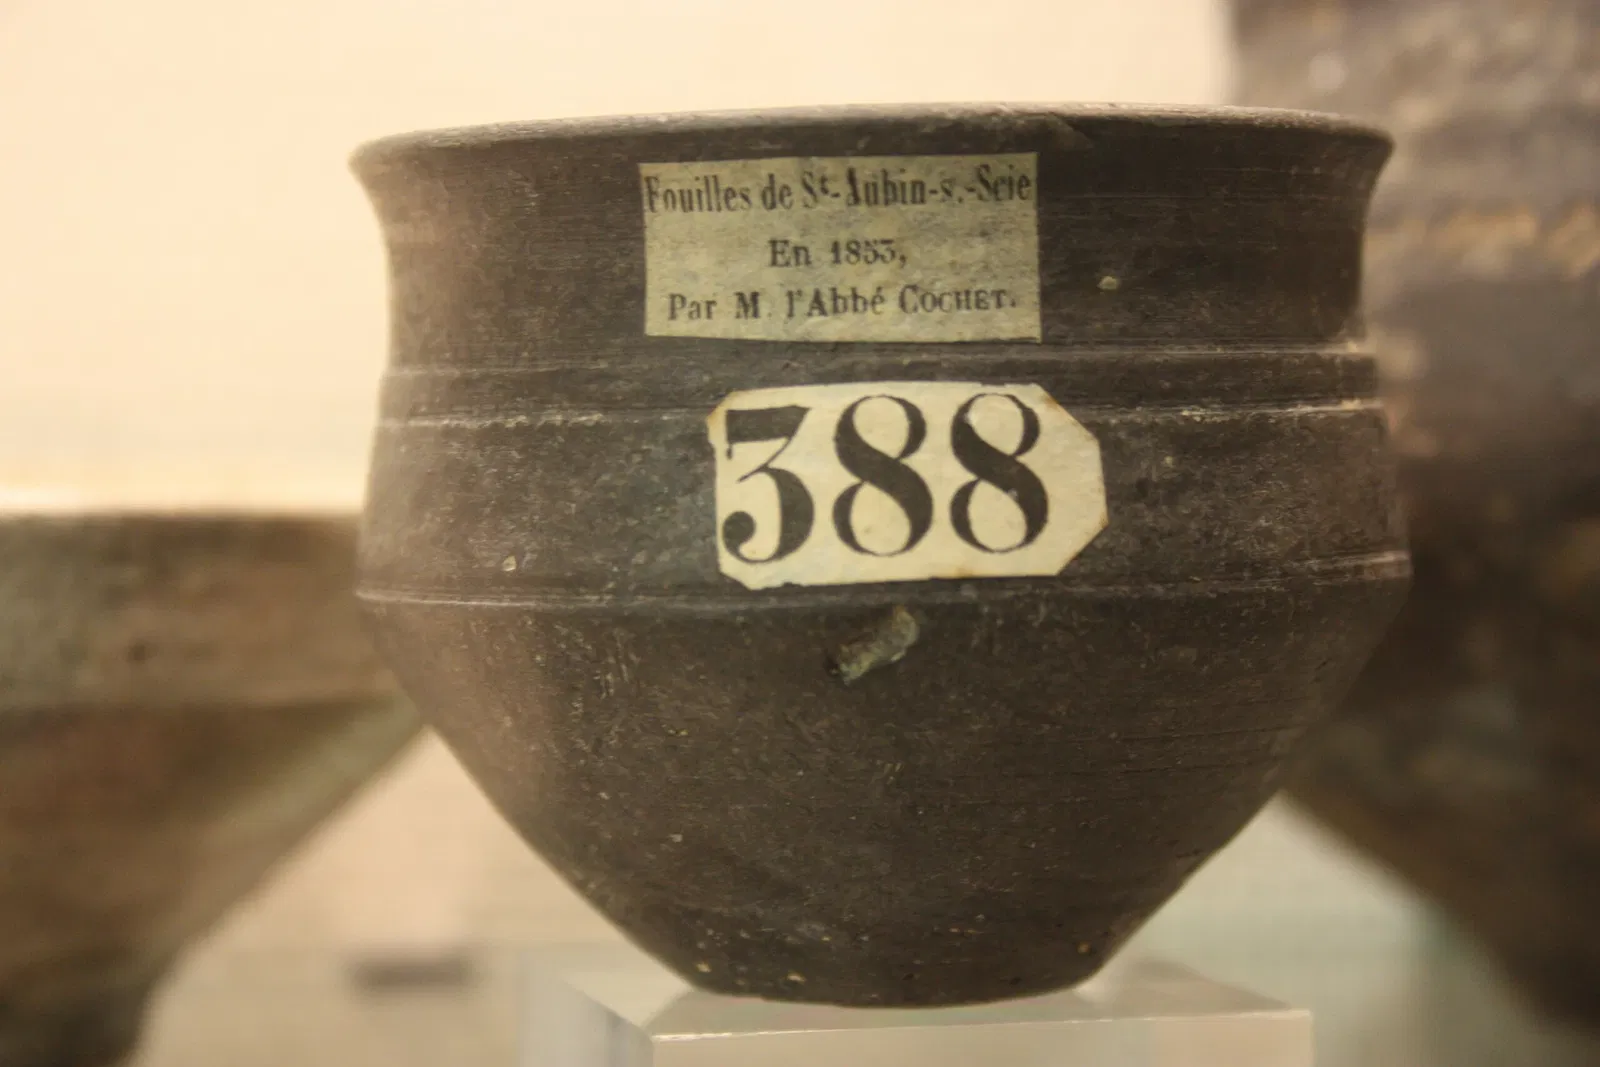 Fouilles de St-Aubin-s.-Scie
En 1853,
Par M. l'Abbé COCHET.
388